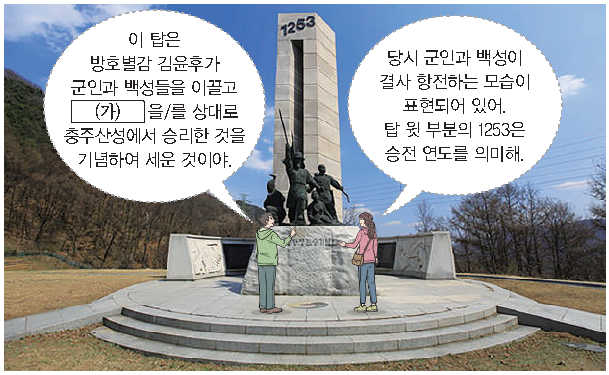 이 탑은
방호별감 김윤후가
군인과 백성들을 이끌고
(가) 을/를 상대로
충주산성에서 승리한 것을
기념하여 세운 것이야.
당시 군인과 백성이
결사 항전하는 모습이
표현되어 있어.
탑 윗 부분의 1253은
승전 연도를 의미해.
1253